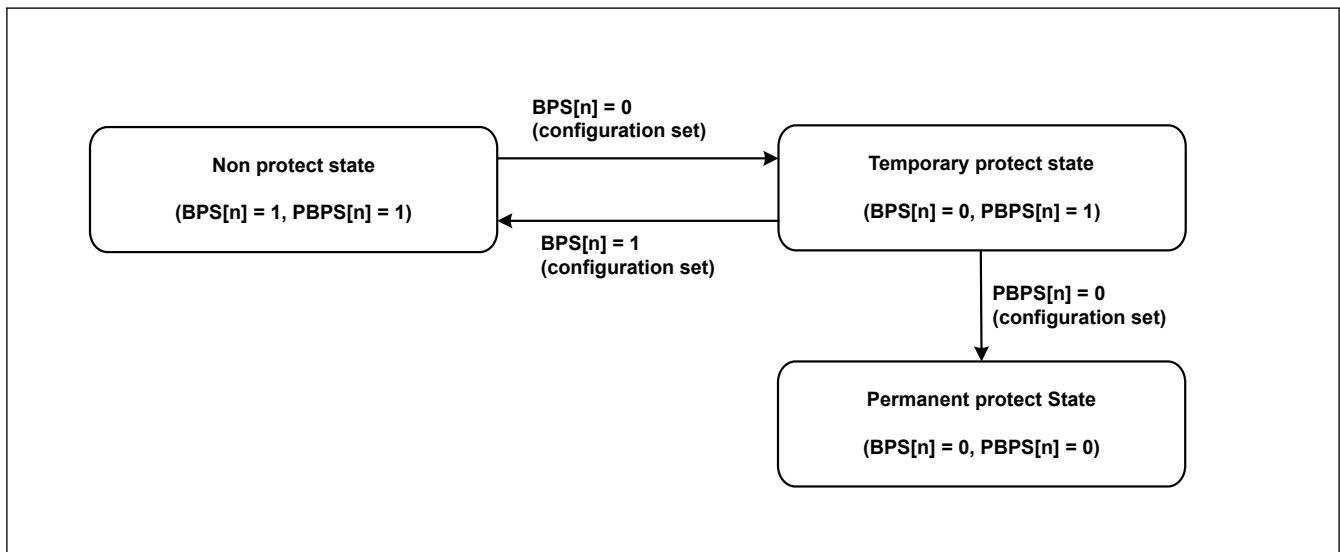 BPS[n] = 0
(configuration set)
Non protect state
(BPS[n] = 1, PBPS[n] = 1)
Temporary protect state
(BPS[n] = 0, PBPS[n] = 1)
BPS[n] = 1
(configuration set)
PBPS[n] = 0
(configuration set)
Permanent protect State
(BPS[n] = 0, PBPS[n] = 0)